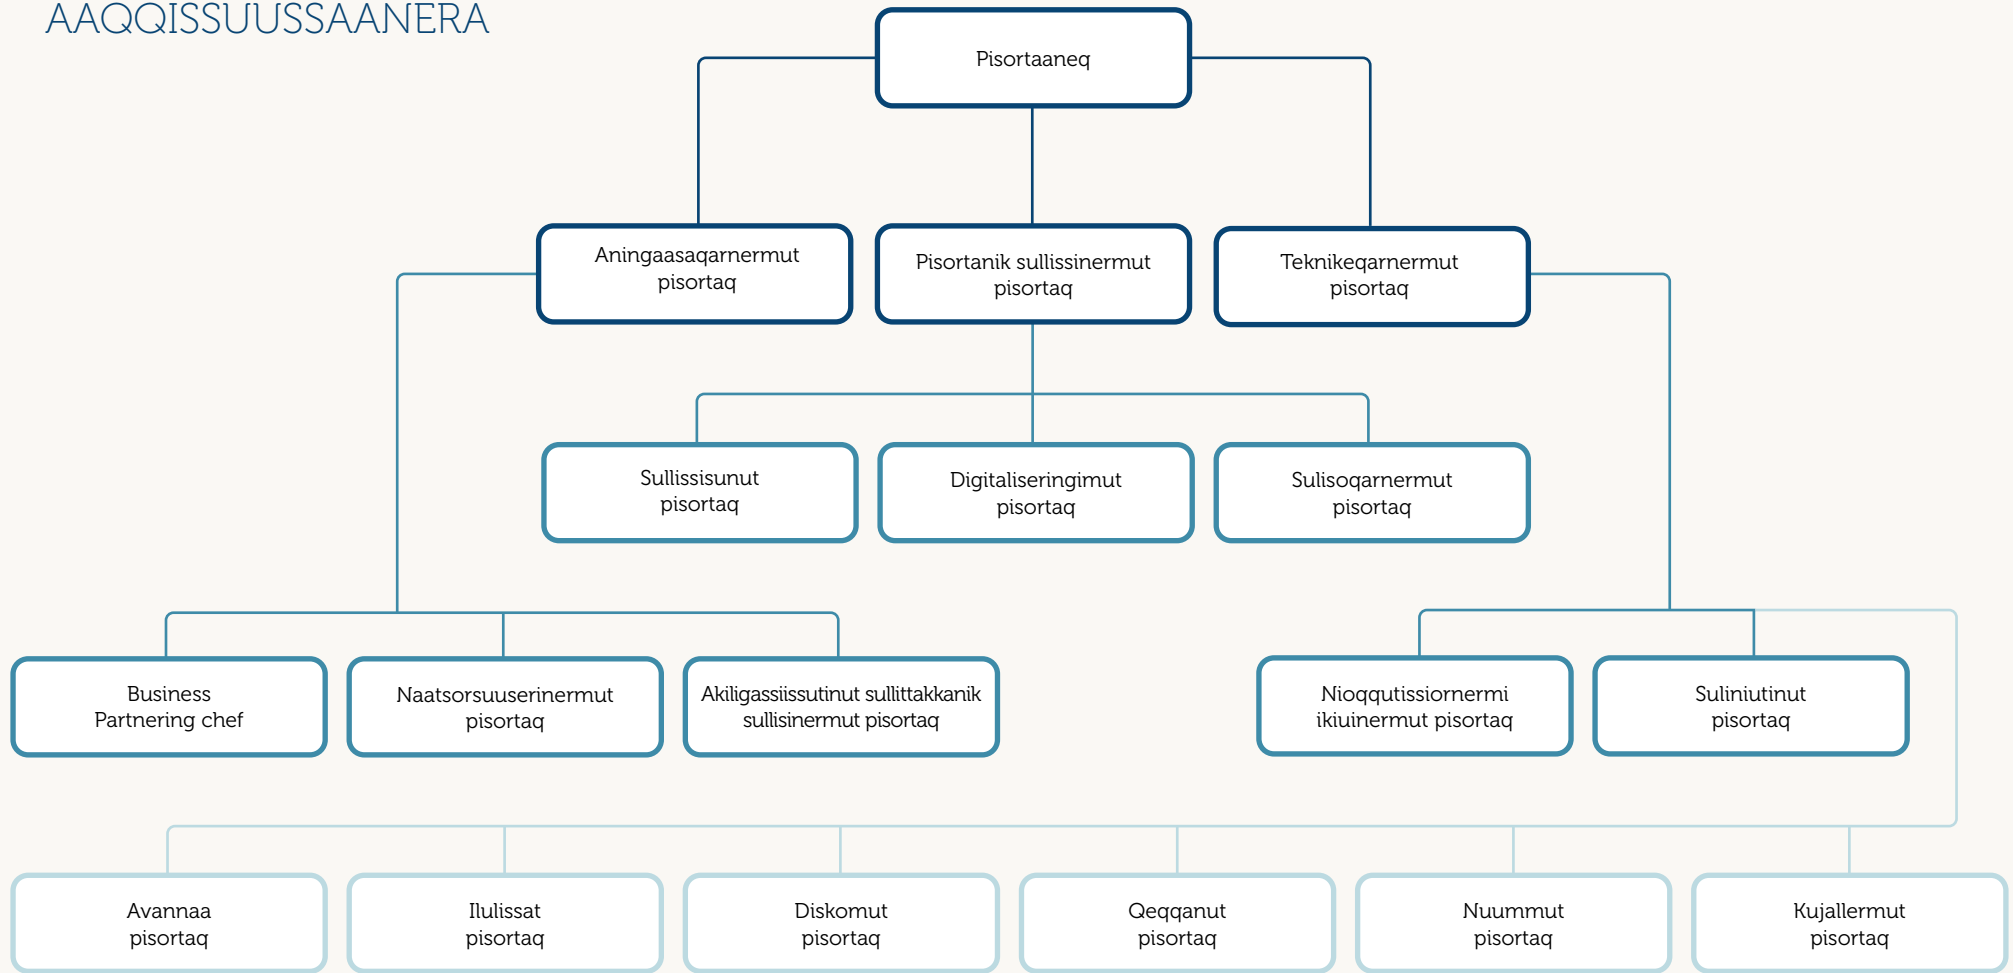 AAQQISSUUSSAANERA
Pisortaaneq
Aningaasaqarnermut
pisortaq
Pisortanik sullissinermut
pisortaq
Teknikeqarnermut
pisortaq
Sullissisunut
pisortaq
Digitaliseringimut
pisortaq
Sulisoqarnermut
pisortaq
Business
Partnering chef
Naatsorsuuserinermut
pisortaq
Akiligassiissutinut sullittakkanik
sullisinermut pisortaq
Nioqqutissiornermi
ikiuinermut pisortaq
Suliniutinut
pisortaq
Avannaa
pisortaq
Ilulissat
pisortaq
Diskomut
pisortaq
Qeqqanut
pisortaq
Nuummut
pisortaq
Kujallermut
pisortaq